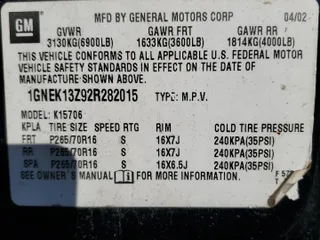 GM
MFD BY GENERAL MOTORS CORP 04/02
GVWR GAWR FRT GAWR RR
3130KG(6900LB) 1633KG(3600LB) 1814KG(4000LB)
THIS VEHICLE CONFORMS TO ALL APPLICABLE U.S. FEDERAL MOTOR
VEHICLE SAFETY STANDARDS IN EFFECT ON THE DATE OF
MANUFACTURE SHOWN ABOVE.
1GNEK13Z92R282015 TYPE: M.P.V.
MODEL: K15706
KPLA TIRE SIZE SPEED RTG RIM COLD TIRE PRESSURE
FRT P265/70R16 S 16X7J 240KPA(35PSI)
RR P265/70R16 S 16X7J 240KPA(35PSI)
SPA P265/70R16 S 16X6.5J 240KPA(35PSI)
SEE OWNER'S MANUAL FOR MORE INFORMATION.